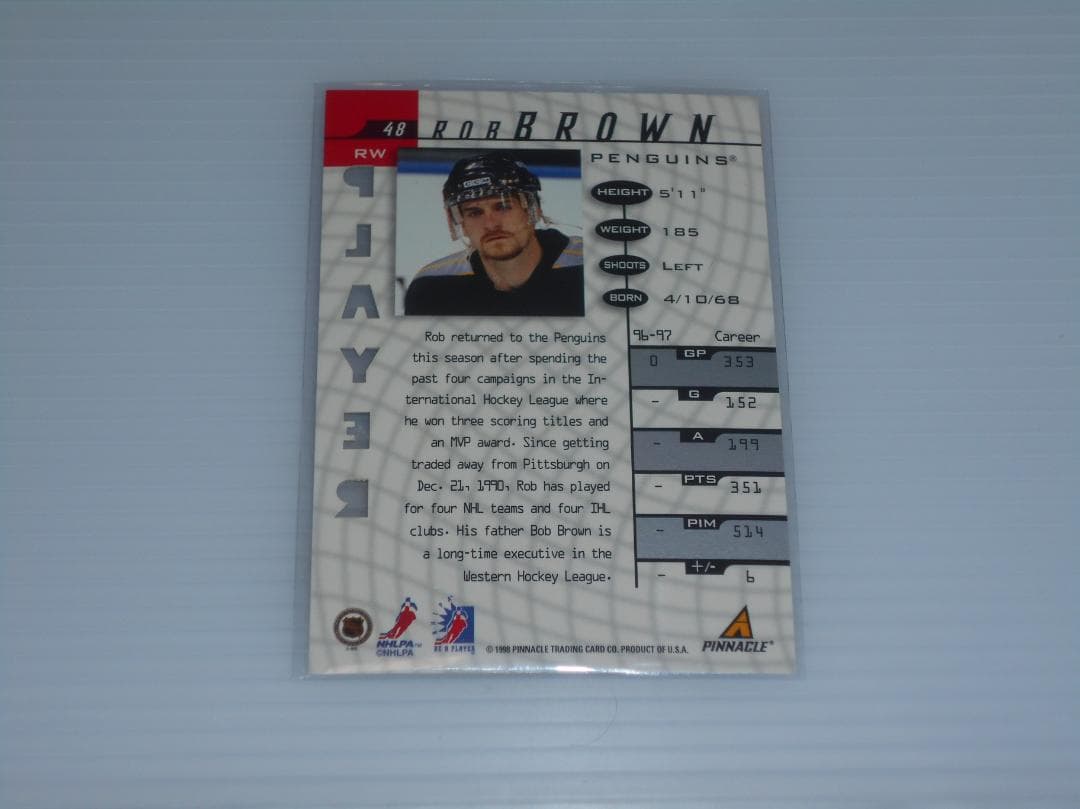 48 ROB BROWN
RW
PENGUINS®
PLAYER
CCM
HEIGHT 5'11"
WEIGHT 185
SHOOTS LEFT
BORN 4/10/68
Rob returned to the Penguins
this season after spending the
past four campaigns in the In-
ternational Hockey League where
he won three scoring titles and
an MVP award. Since getting
traded away from Pittsburgh on
Dec. 21, 1990, Rob has played
for four NHL teams and four IHL
clubs. His father Bob Brown is
a long-time executive in the
Western Hockey League.
96-97 Career
0 GP 353
- G 152
- A 199
- PTS 351
- PIM 514
- +/- 6
NHLPA™
©NHLPA
BE A PLAYER
© 1998 PINNACLE TRADING CARD CO. PRODUCT OF U.S.A.
PINNACLE®